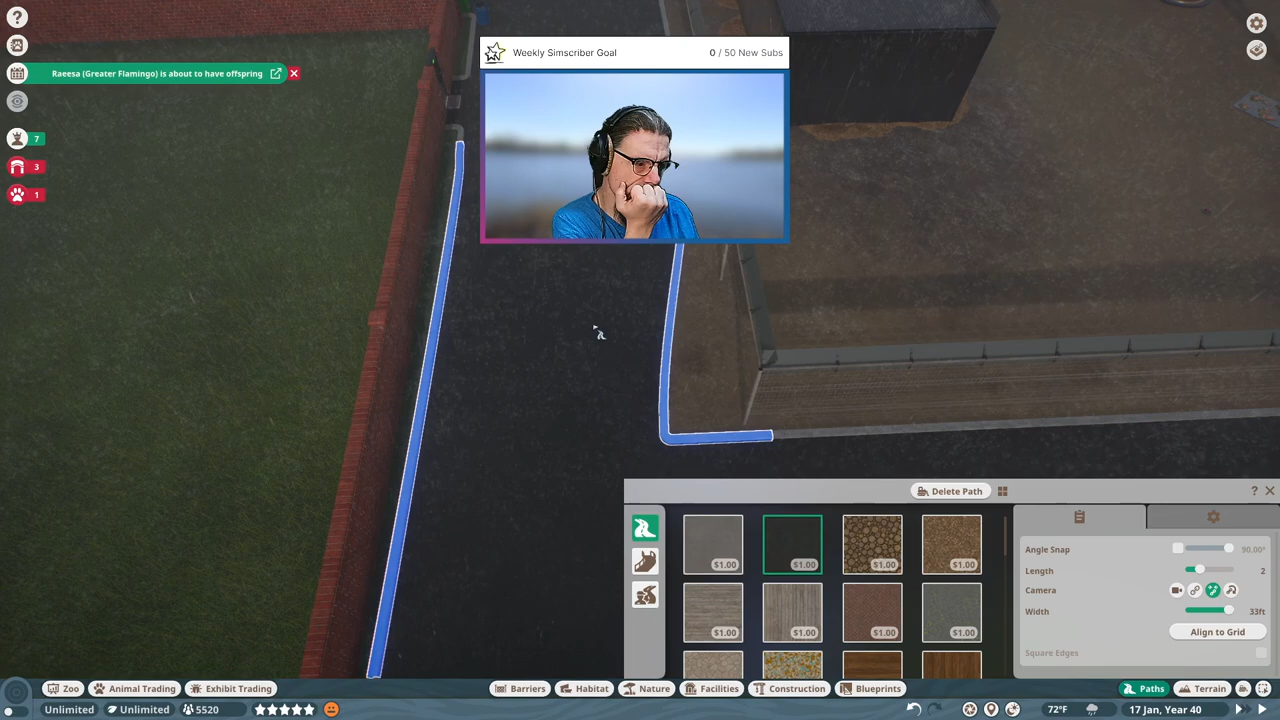 Weekly Simscriber Goal
0 / 50 New Subs
Raeesa (Greater Flamingo) is about to have offspring
7
3
1
Delete Path
?
$1.00
$1.00
$1.00
$1.00
$1.00
$1.00
$1.00
$1.00
Angle Snap
90.00°
Length
2
Camera
Width
33ft
Align to Grid
Square Edges
Zoo
Animal Trading
Exhibit Trading
Barriers
Habitat
Nature
Facilities
Construction
Blueprints
Paths
Terrain
Unlimited
Unlimited
5520
72°F
17 Jan, Year 40